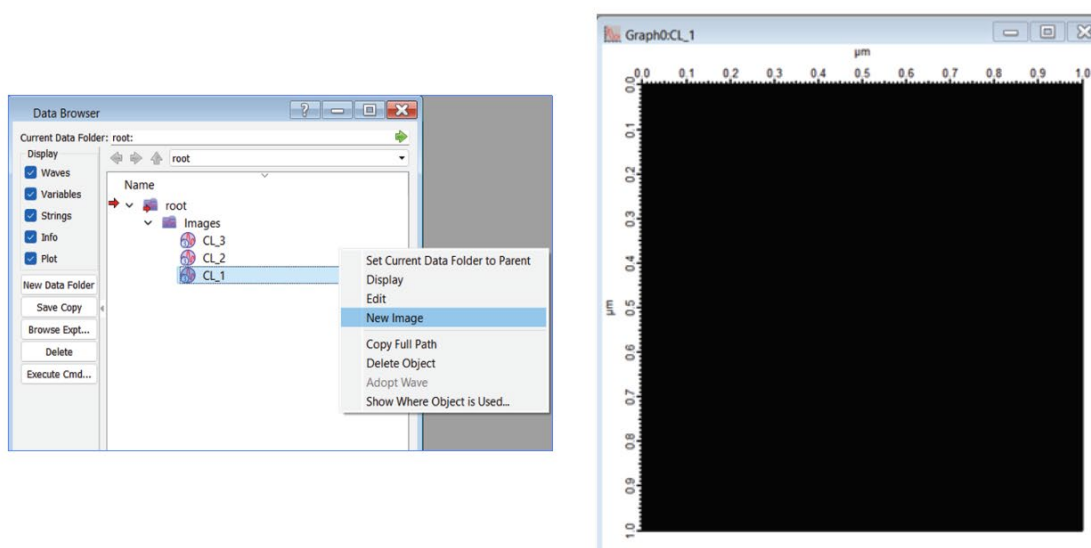 Data Browser
Current Data Folder: root:
Display
Waves
Variables
Strings
Info
Plot
New Data Folder
Save Copy
Browse Expt...
Delete
Execute Cmd...
root
Name
root
Images
CL_3
CL_2
CL_1
Set Current Data Folder to Parent
Display
Edit
New Image
Copy Full Path
Delete Object
Adopt Wave
Show Where Object is Used...
Graph0:CL_1
µm
0.0 0.1 0.2 0.3 0.4 0.5 0.6 0.7 0.8 0.9 1.0
µm
0.0
0.1
0.2
0.3
0.4
0.5
0.6
0.7
0.8
0.9
1.0